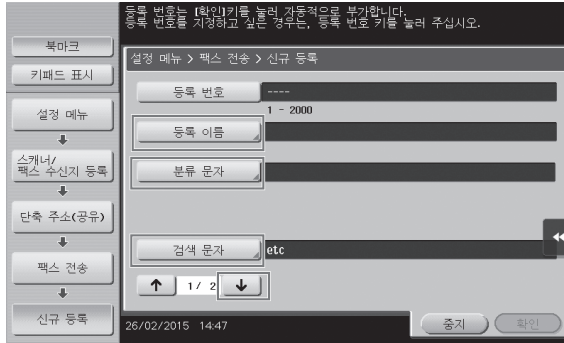 등록 번호는 [확인]키를 눌러 자동적으로 부가합니다.
등록 번호를 지정하고 싶은 경우는, 등록 번호 키를 눌러 주십시오.
북마크
키패드 표시
설정 메뉴 > 팩스 전송 > 신규 등록
등록 번호 ----
1 - 2000
설정 메뉴
등록 이름
스캐너/
팩스 수신지 등록
분류 문자
단축 주소(공유)
검색 문자 etc
팩스 전송
↑ 1/ 2 ↓
신규 등록
26/02/2015 14:47
중지 확인